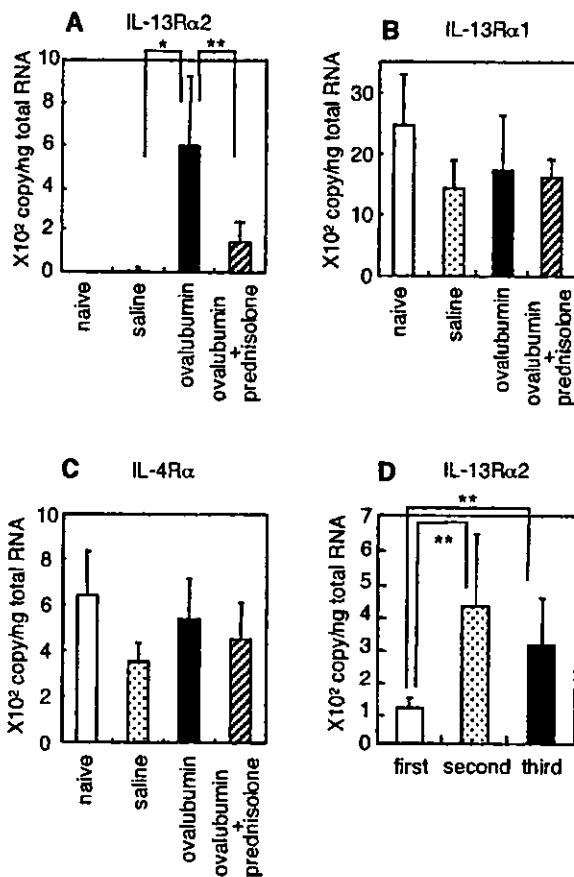 A IL-13Rα2
* **
X10² copy/ng total RNA
10
8
6
4
2
0
naive
saline
ovalubumin
ovalubumin
+prednisolone
B IL-13Rα1
X10² copy/ng total RNA
30
20
10
0
naive
saline
ovalubumin
ovalubumin
+prednisolone
C IL-4Rα
X10² copy/ng total RNA
10
8
6
4
2
0
naive
saline
ovalubumin
ovalubumin
+prednisolone
D IL-13Rα2
**
**
X10² copy/ng total RNA
7
6
5
4
3
2
1
0
first second third